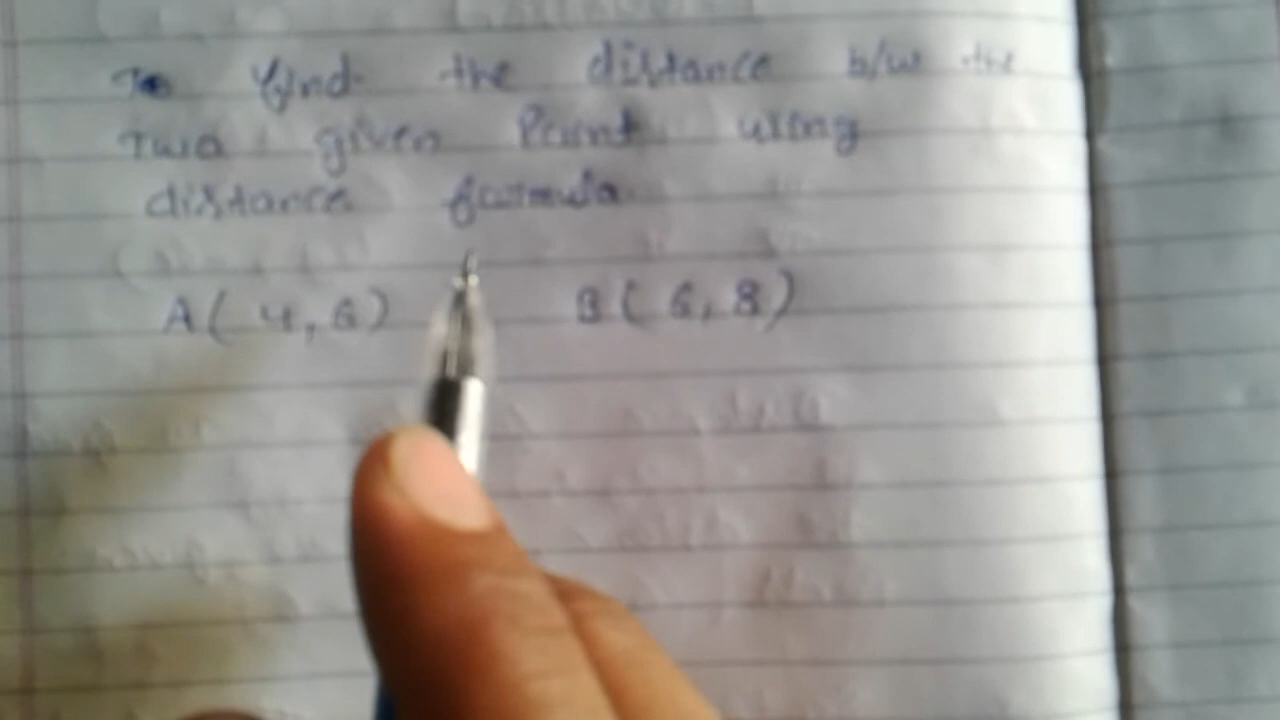 To find the distance b/w the
Two given Point using
distance formula.
A( 4, 6) B( 6, 8)